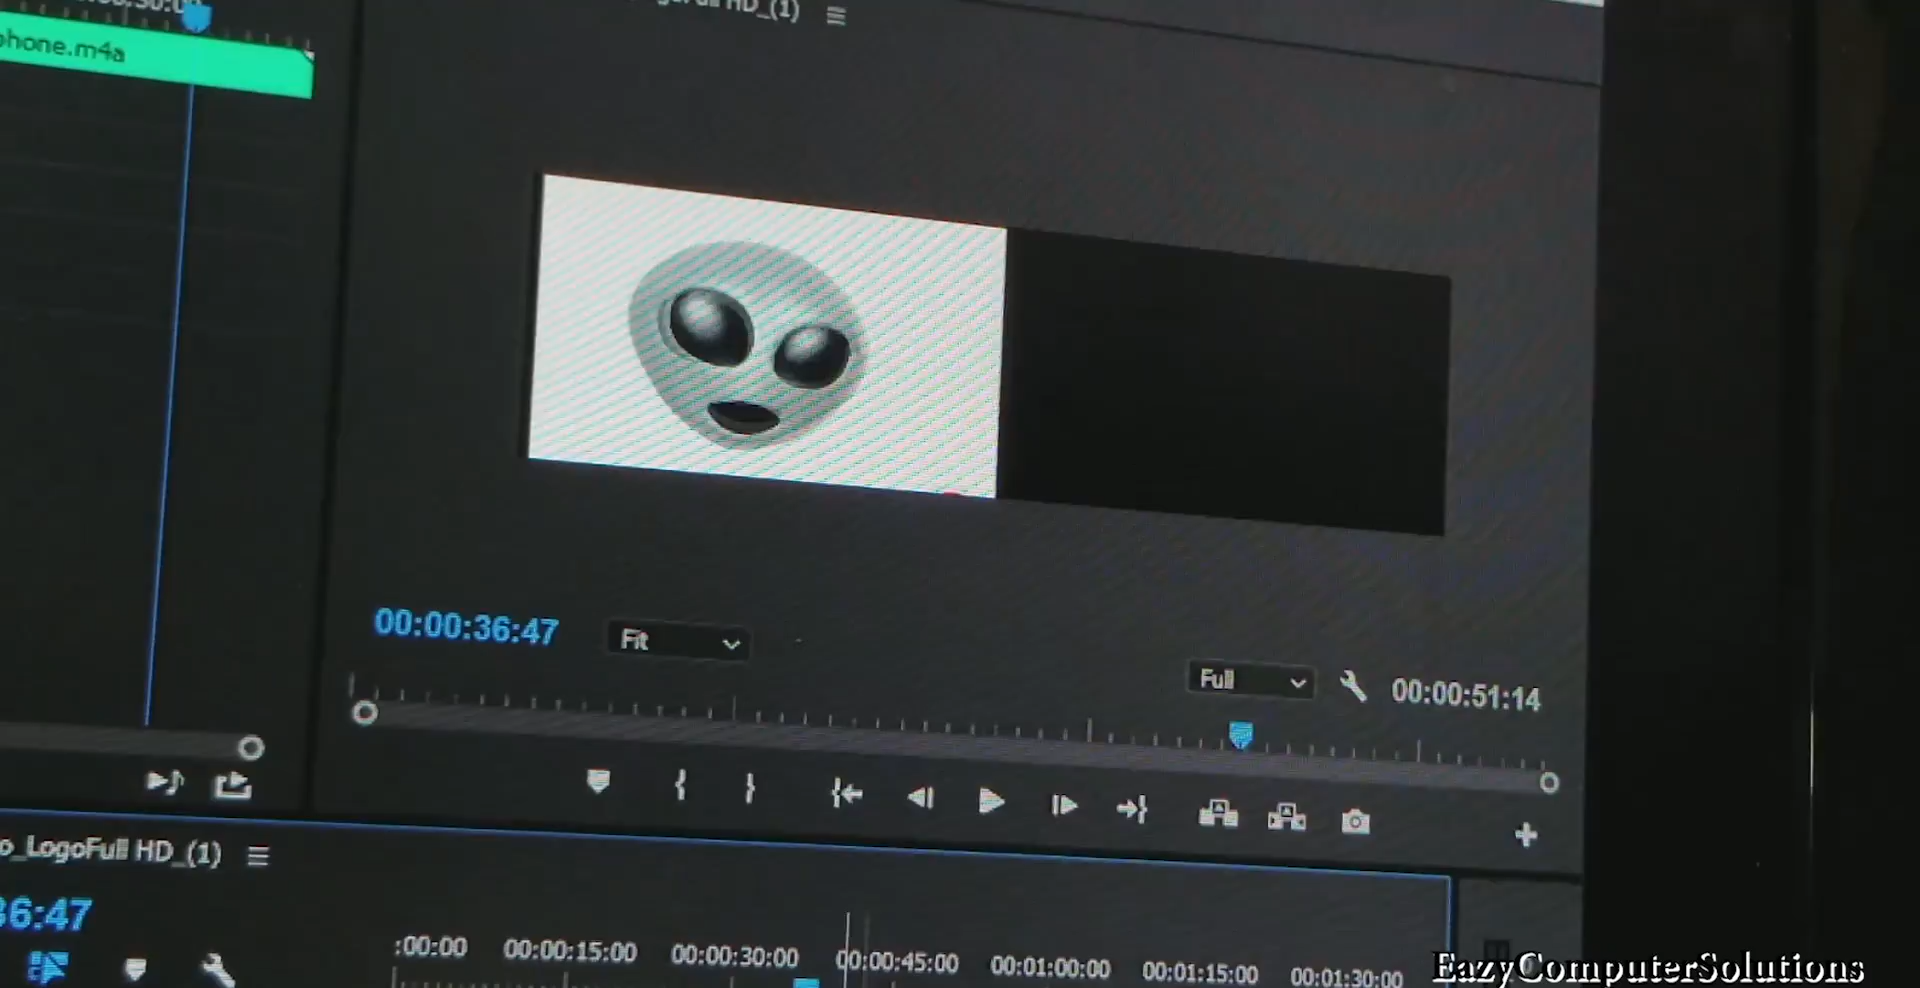 HD_(1)
phone.m4a
00:00:36:47
Fit
Full
00:00:51:14
o_LogoFull HD_(1)
36:47
:00:00 00:00:15:00 00:00:30:00 00:00:45:00 00:01:00:00 00:01:15:00 00:01:30:00
EazyComputerSolutions